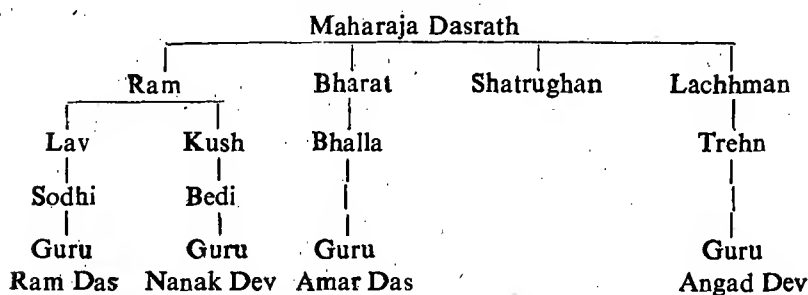 Maharaja Dasrath
Ram Bharat Shatrughan Lachhman
Lav Kush Bhalla Trehn
Sodhi Bedi
Guru Guru Guru Guru
Ram Das Nanak Dev Amar Das Angad Dev